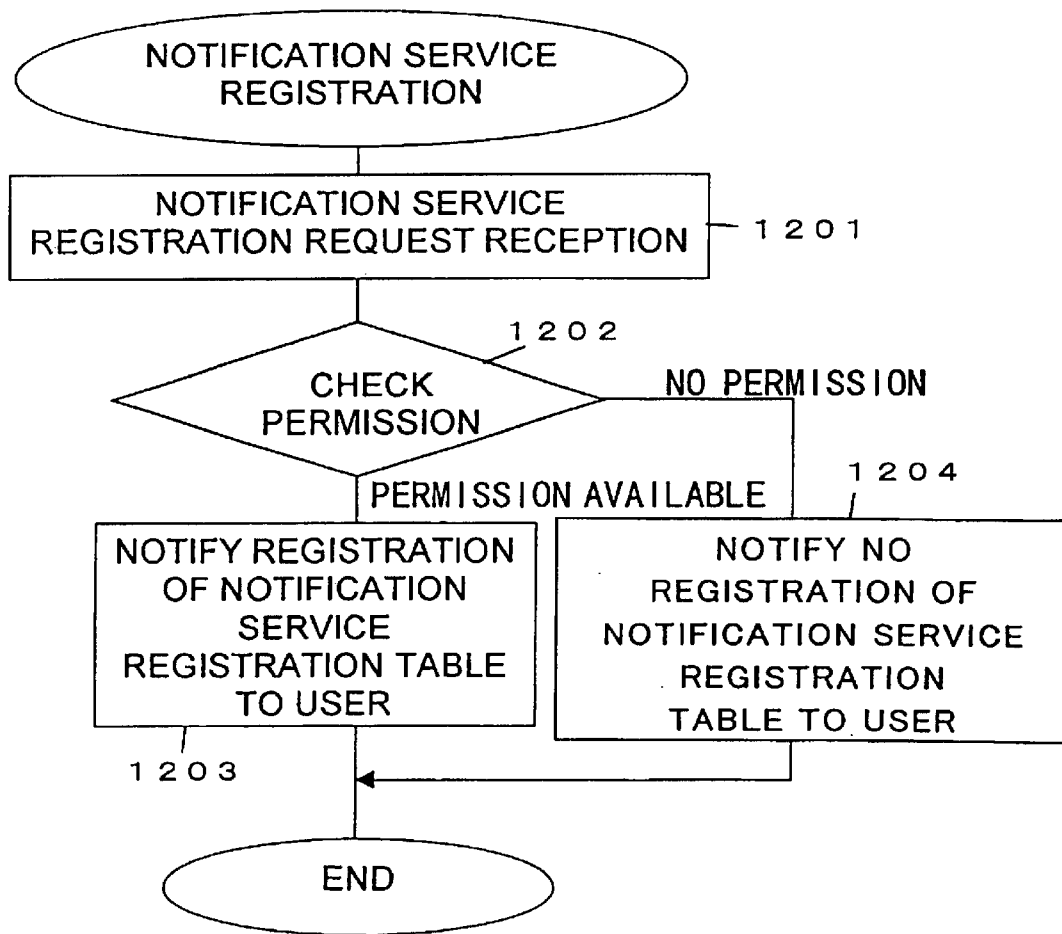 NOTIFICATION SERVICE
REGISTRATION
NOTIFICATION SERVICE
REGISTRATION REQUEST RECEPTION
1201
1202
CHECK
PERMISSION
NO PERMISSION
PERMISSION AVAILABLE
1204
NOTIFY REGISTRATION
OF NOTIFICATION
SERVICE
REGISTRATION TABLE
TO USER
1203
NOTIFY NO
REGISTRATION OF
NOTIFICATION SERVICE
REGISTRATION
TABLE TO USER
END